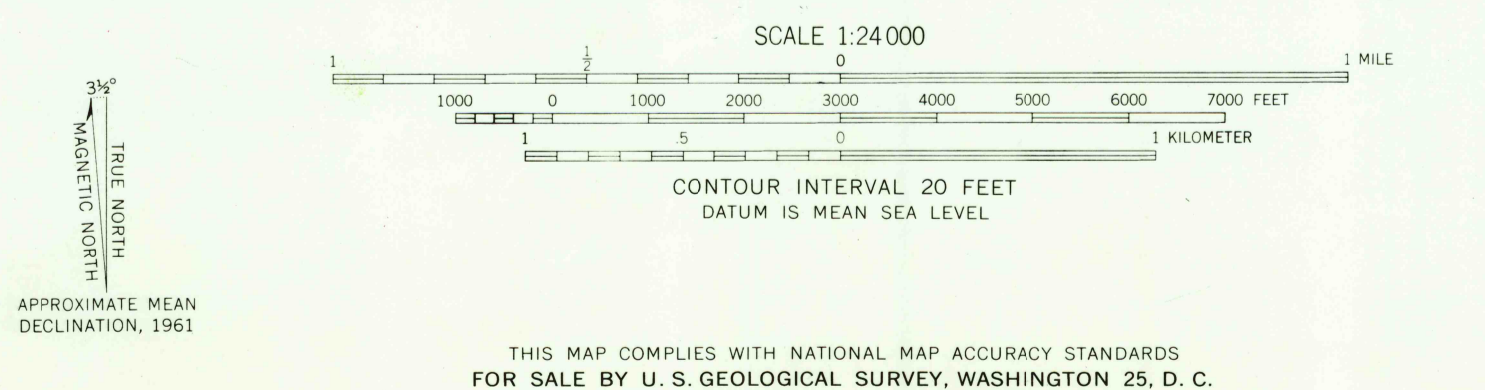 SCALE 1:24 000
1 ½ 0 1 MILE
1000 0 1000 2000 3000 4000 5000 6000 7000 FEET
1 .5 0 1 KILOMETER
CONTOUR INTERVAL 20 FEET
DATUM IS MEAN SEA LEVEL
3½°
TRUE NORTH
MAGNETIC NORTH
APPROXIMATE MEAN
DECLINATION, 1961
THIS MAP COMPLIES WITH NATIONAL MAP ACCURACY STANDARDS
FOR SALE BY U. S. GEOLOGICAL SURVEY, WASHINGTON 25, D. C.